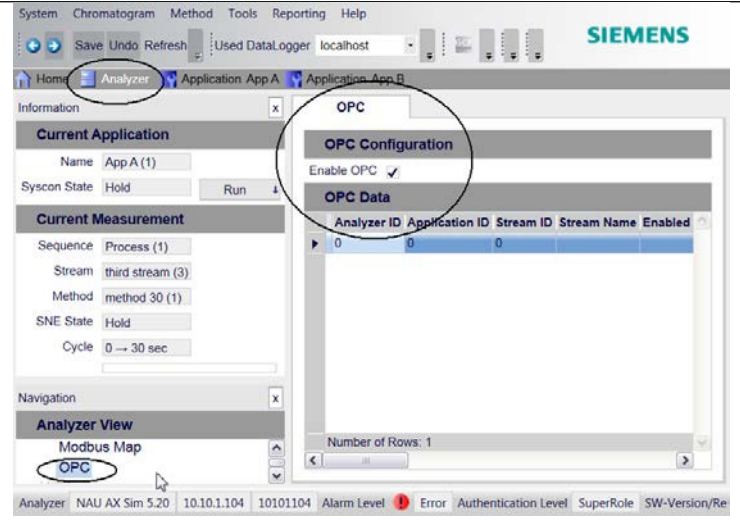 System Chromatogram Method Tools Reporting Help
Save Undo Refresh Used DataLogger localhost
SIEMENS
Home Analyzer Application App A Application App B
Information x
Current Application
Name App A (1)
Syscon State Hold Run
Current Measurement
Sequence Process (1)
Stream third stream (3)
Method method 30 (1)
SNE State Hold
Cycle 0 → 30 sec
Navigation x
Analyzer View
Modbus Map
OPC
OPC
OPC Configuration
Enable OPC
OPC Data
Analyzer ID Application ID Stream ID Stream Name Enabled
0 0 0
Number of Rows: 1
Analyzer NAU AX Sim 5.20 10.10.1.104 10101104 Alarm Level Error Authentication Level SuperRole SW-Version/Re